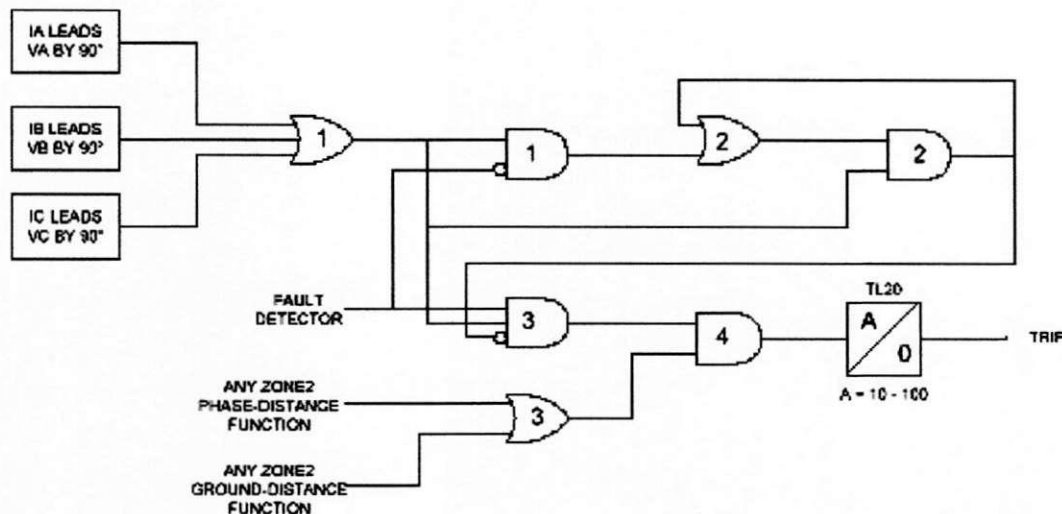 IA LEADS
VA BY 90°
IB LEADS
VB BY 90°
IC LEADS
VC BY 90°
1
1
2
2
FAULT
DETECTOR
3
4
TL20
A
0
TRIP
A = 10 - 100
ANY ZONE2
PHASE-DISTANCE
FUNCTION
3
ANY ZONE2
GROUND-DISTANCE
FUNCTION